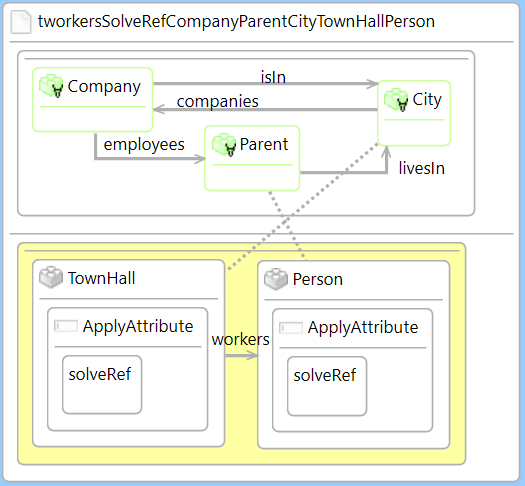 tworkersSolveRefCompanyParentCityTownHallPerson
Company
isIn
companies
City
employees
Parent
livesIn
TownHall
Person
ApplyAttribute
workers
ApplyAttribute
solveRef
solveRef